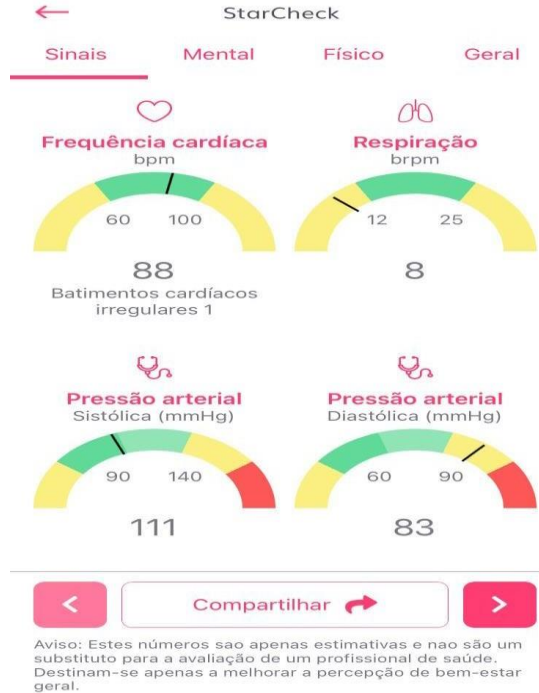 StarCheck
Sinais Mental Físico Geral
Frequência cardíaca
bpm
60 100
88
Batimentos cardíacos
irregulares 1
Respiração
brpm
12 25
8
Pressão arterial
Sistólica (mmHg)
90 140
111
Pressão arterial
Diastólica (mmHg)
60 90
83
Compartilhar
Aviso: Estes números sao apenas estimativas e nao são um
substituto para a avaliação de um profissional de saúde.
Destinam-se apenas a melhorar a percepção de bem-estar
geral.